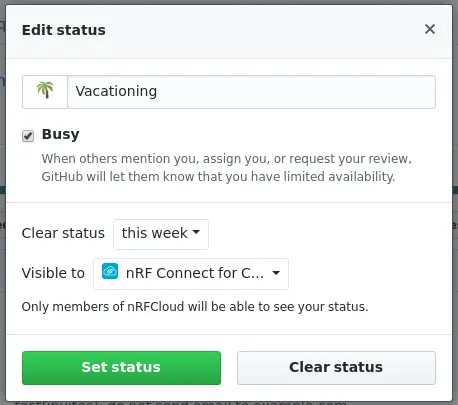 Edit status
Vacationing
Busy
When others mention you, assign you, or request your review,
GitHub will let them know that you have limited availability.
Clear status this week
Visible to nRF Connect for C...
Only members of nRFCloud will be able to see your status.
Set status Clear status